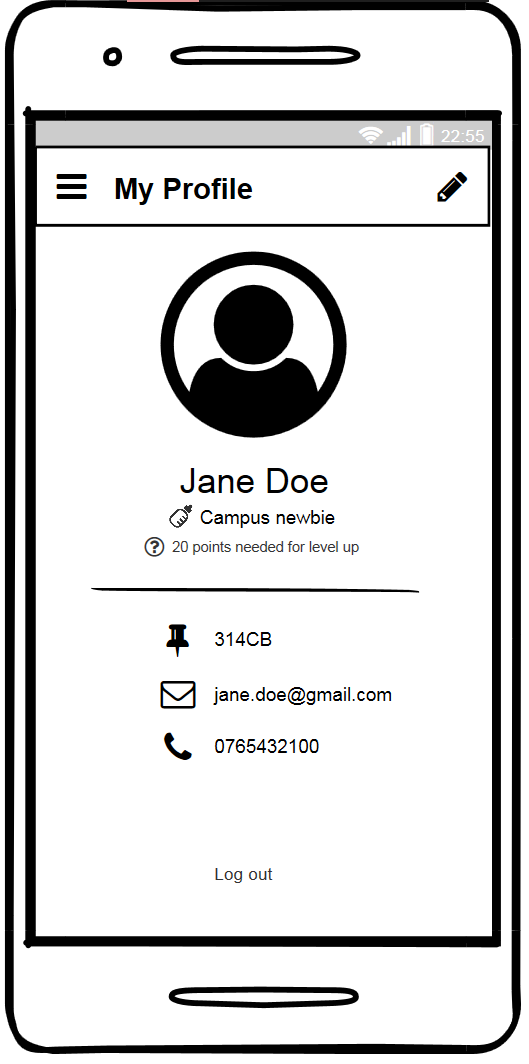 22:55
My Profile
Jane Doe
Campus newbie
20 points needed for level up
314CB
jane.doe@gmail.com
0765432100
Log out